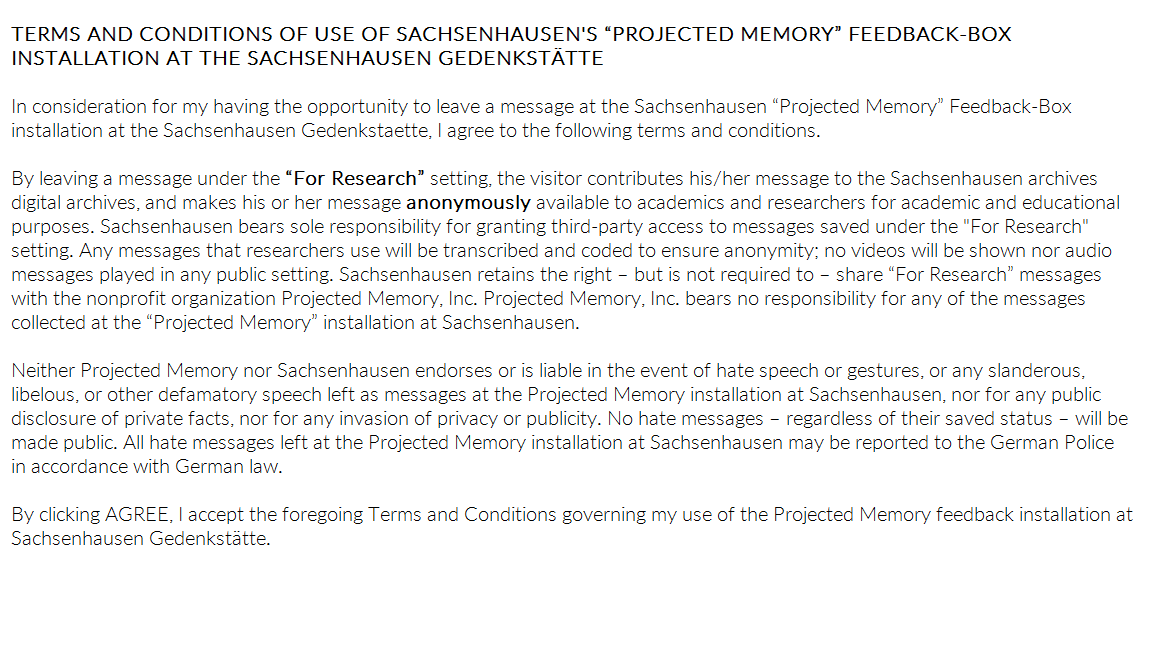 TERMS AND CONDITIONS OF USE OF SACHSENHAUSEN'S “PROJECTED MEMORY” FEEDBACK-BOX
INSTALLATION AT THE SACHSENHAUSEN GEDENKSTÄTTE
In consideration for my having the opportunity to leave a message at the Sachsenhausen “Projected Memory” Feedback-Box
installation at the Sachsenhausen Gedenkstaette, I agree to the following terms and conditions.
By leaving a message under the “For Research” setting, the visitor contributes his/her message to the Sachsenhausen archives
digital archives, and makes his or her message anonymously available to academics and researchers for academic and educational
purposes. Sachsenhausen bears sole responsibility for granting third-party access to messages saved under the "For Research"
setting. Any messages that researchers use will be transcribed and coded to ensure anonymity; no videos will be shown nor audio
messages played in any public setting. Sachsenhausen retains the right – but is not required to – share “For Research” messages
with the nonprofit organization Projected Memory, Inc. Projected Memory, Inc. bears no responsibility for any of the messages
collected at the “Projected Memory” installation at Sachsenhausen.
Neither Projected Memory nor Sachsenhausen endorses or is liable in the event of hate speech or gestures, or any slanderous,
libelous, or other defamatory speech left as messages at the Projected Memory installation at Sachsenhausen, nor for any public
disclosure of private facts, nor for any invasion of privacy or publicity. No hate messages – regardless of their saved status – will be
made public. All hate messages left at the Projected Memory installation at Sachsenhausen may be reported to the German Police
in accordance with German law.
By clicking AGREE, I accept the foregoing Terms and Conditions governing my use of the Projected Memory feedback installation at
Sachsenhausen Gedenkstätte.